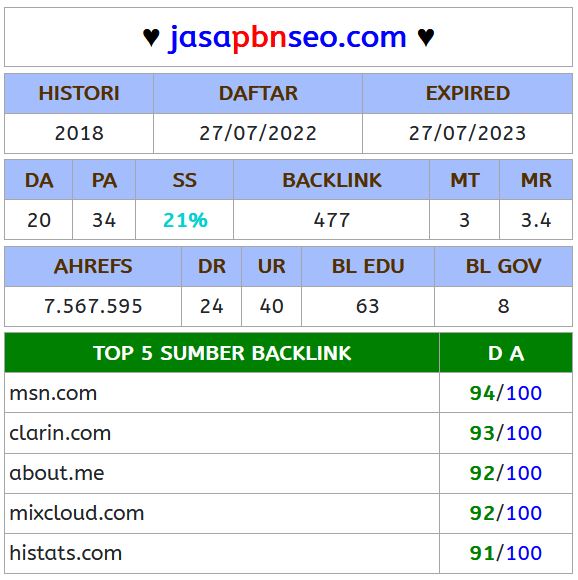 ♥ jasapbnseo.com ♥
HISTORI DAFTAR EXPIRED
2018 27/07/2022 27/07/2023
DA PA SS BACKLINK MT MR
20 34 21% 477 3 3.4
AHREFS DR UR BL EDU BL GOV
7.567.595 24 40 63 8
TOP 5 SUMBER BACKLINK D A
msn.com 94/100
clarin.com 93/100
about.me 92/100
mixcloud.com 92/100
histats.com 91/100